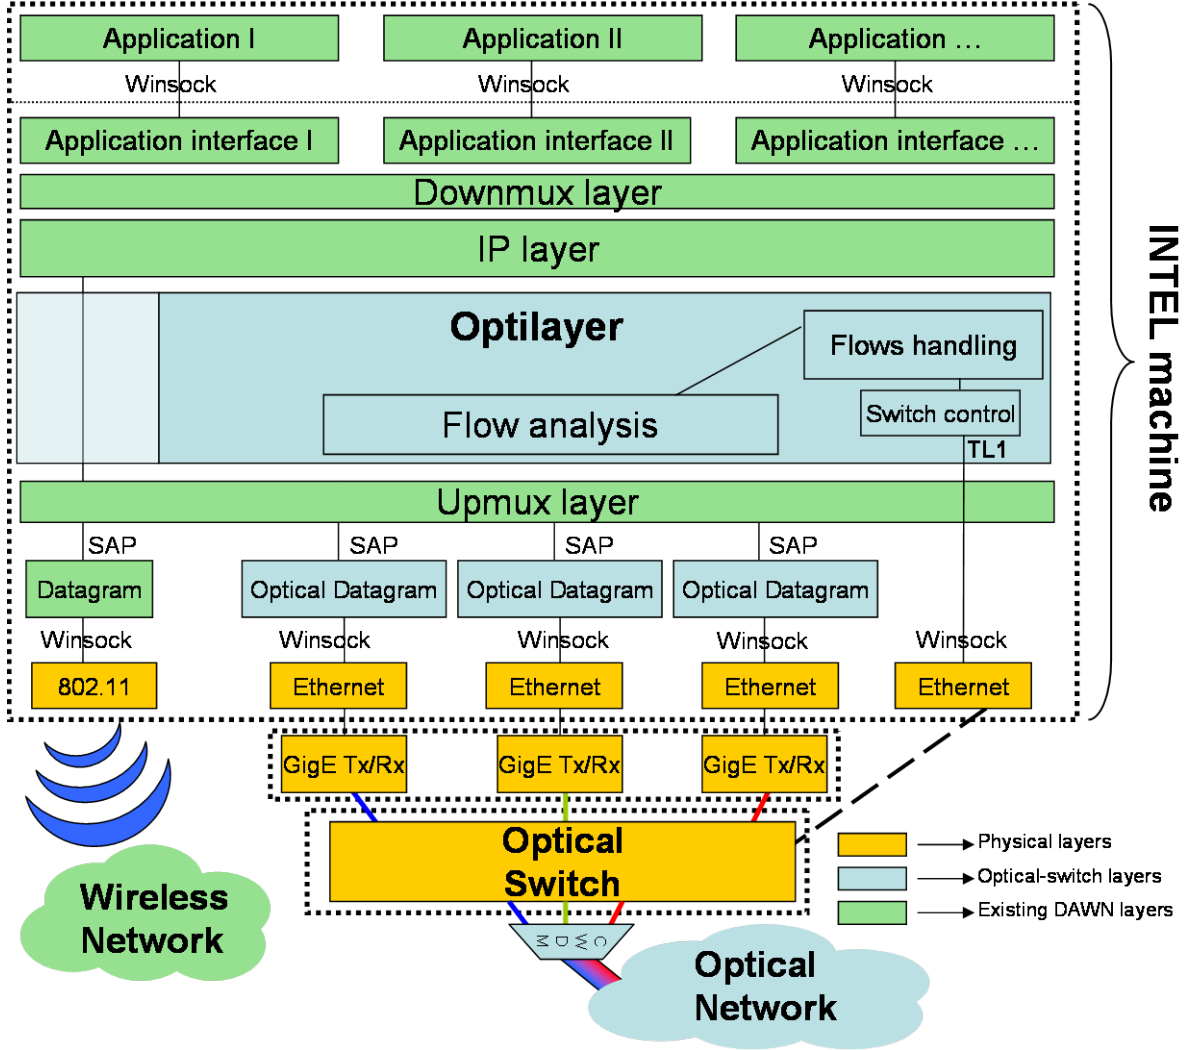 Application I
Application II
Application …
Winsock
Winsock
Winsock
Application interface I
Application interface II
Application interface …
Downmux layer
IP layer
Optilayer
Flows handling
Flow analysis
Switch control
TL1
Upmux layer
SAP
SAP
SAP
SAP
Datagram
Optical Datagram
Optical Datagram
Optical Datagram
Winsock
Winsock
Winsock
Winsock
Winsock
802.11
Ethernet
Ethernet
Ethernet
Ethernet
INTEL machine
GigE Tx/Rx
GigE Tx/Rx
GigE Tx/Rx
Optical
Switch
Physical layers
Optical-switch layers
Existing DAWN layers
Wireless
Network
CWDM
Optical
Network